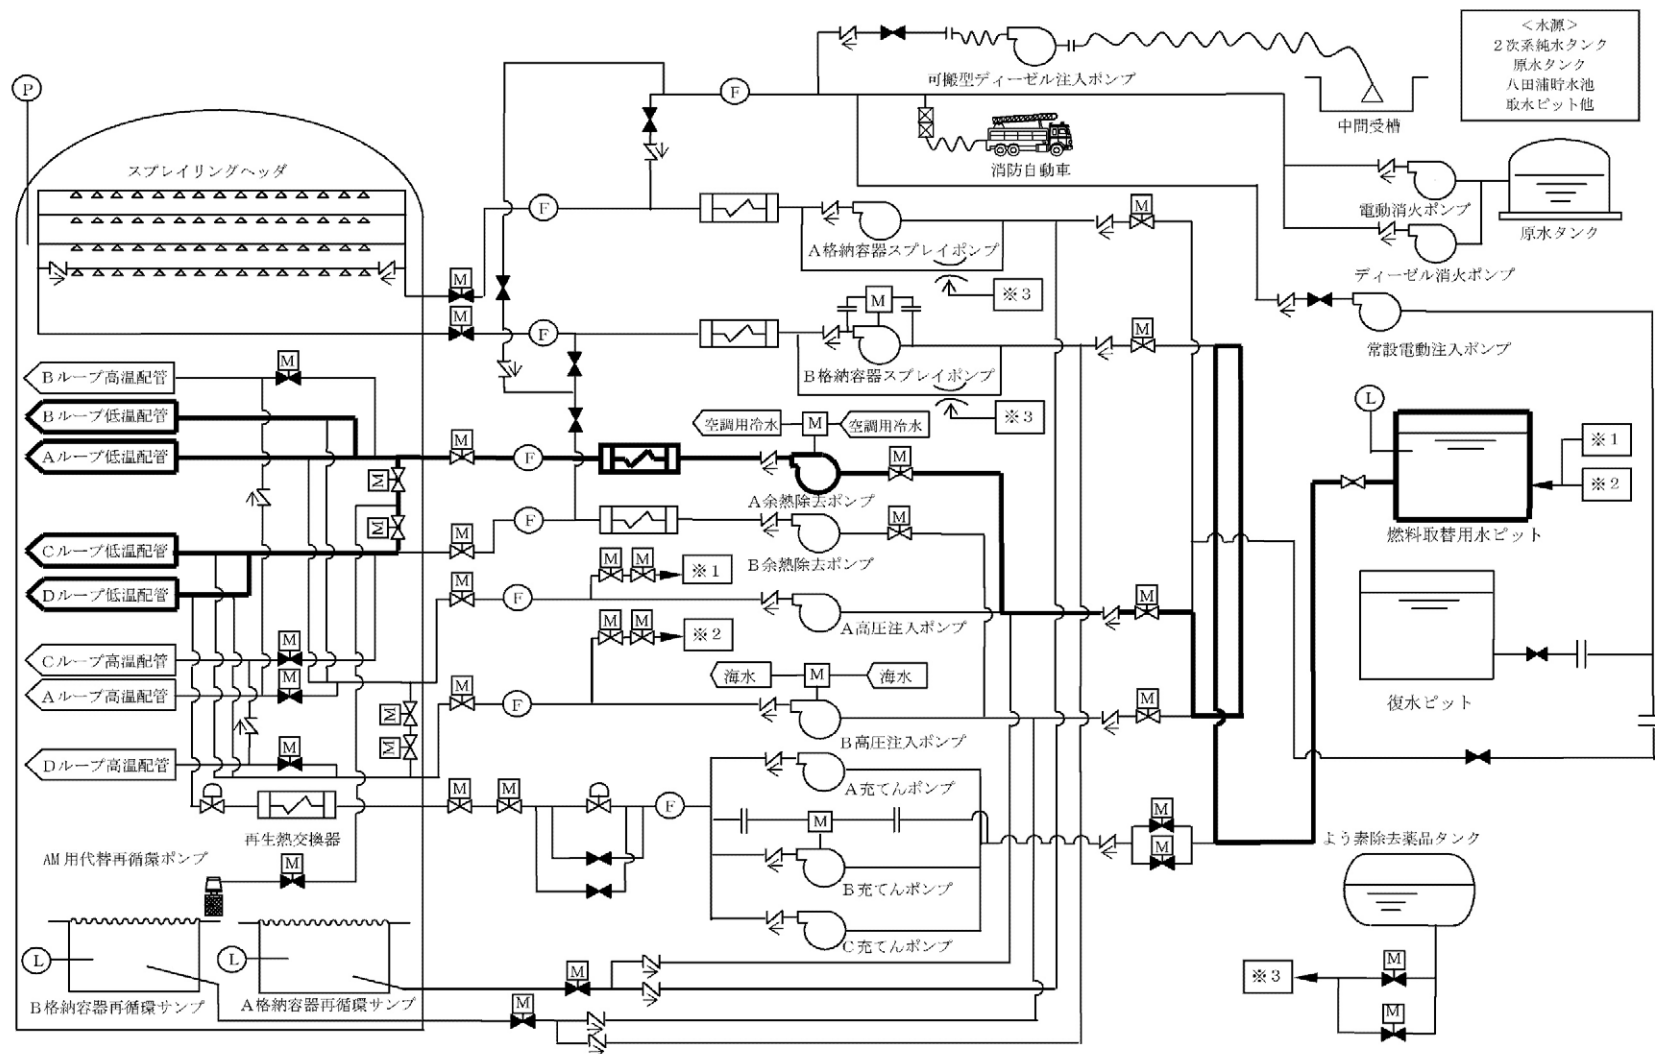 ＜水源＞
２次系純水タンク
原水タンク
八田浦貯水池
取水ピット他
P
F
可搬型ディーゼル注入ポンプ
中間受槽
消防自動車
スプレイリングヘッダ
F
M
M
電動消火ポンプ
原水タンク
A格納容器スプレイポンプ
ディーゼル消火ポンプ
※3
M
M
F
M
M
常設電動注入ポンプ
Bループ高温配管
M
B格納容器スプレイポンプ
※3
L
Bループ低温配管
空調用冷水
M
空調用冷水
※1
Aループ低温配管
M
F
M
※2
M
A余熱除去ポンプ
M
F
M
燃料取替用水ピット
Cループ低温配管
M
B余熱除去ポンプ
M
M
※1
Dループ低温配管
M
F
M
A高圧注入ポンプ
M
M
※2
Cループ高温配管
M
海水
M
海水
Aループ高温配管
M
M
F
M
復水ピット
M
B高圧注入ポンプ
M
Dループ高温配管
M
M
M
F
A充てんポンプ
再生熱交換器
M
M
M
よう素除去薬品タンク
AM用代替再循環ポンプ
M
B充てんポンプ
C充てんポンプ
L
L
M
M
※3
B格納容器再循環サンプ
A格納容器再循環サンプ
M
M